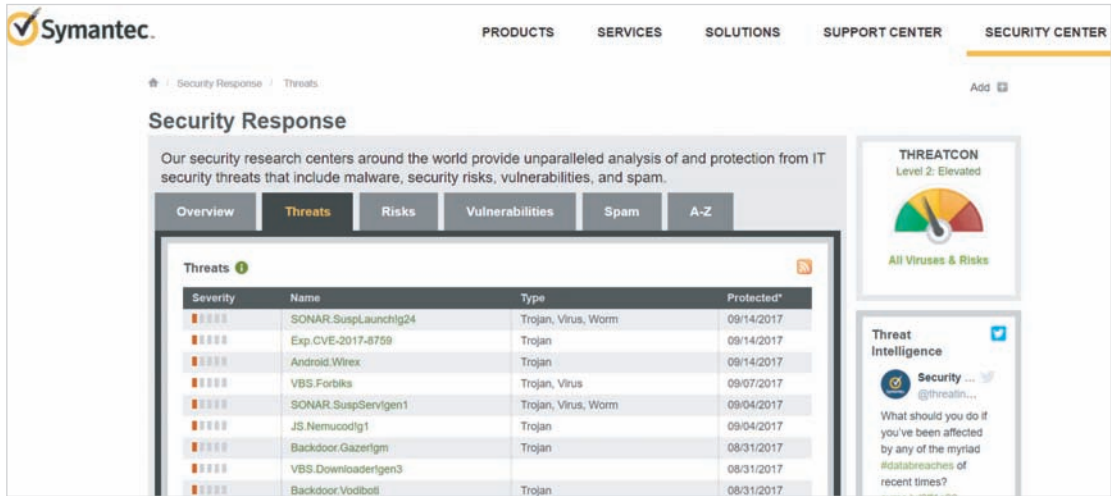 Symantec.
PRODUCTS SERVICES SOLUTIONS SUPPORT CENTER SECURITY CENTER
Security Response / Threats
Add
Security Response
Our security research centers around the world provide unparalleled analysis of and protection from IT
security threats that include malware, security risks, vulnerabilities, and spam.
Overview Threats Risks Vulnerabilities Spam A-Z
Threats
Severity Name Type Protected*
SONAR.SuspLaunch!g24 Trojan, Virus, Worm 09/14/2017
Exp.CVE-2017-8759 Trojan 09/14/2017
Android.Wirex Trojan 09/14/2017
VBS.Forbiks Trojan, Virus 09/07/2017
SONAR.SuspServ!gen1 Trojan, Virus, Worm 09/04/2017
JS.Nemucod!g1 Trojan 09/04/2017
Backdoor.Gazer!gm Trojan 08/31/2017
VBS.Downloader!gen3 08/31/2017
Backdoor.Vodiboti Trojan 08/31/2017
THREATCON
Level 2: Elevated
All Viruses & Risks
Threat
Intelligence
Security ...
@threatin...
What should you do if
you've been affected
by any of the myriad
#databreaches of
recent times?